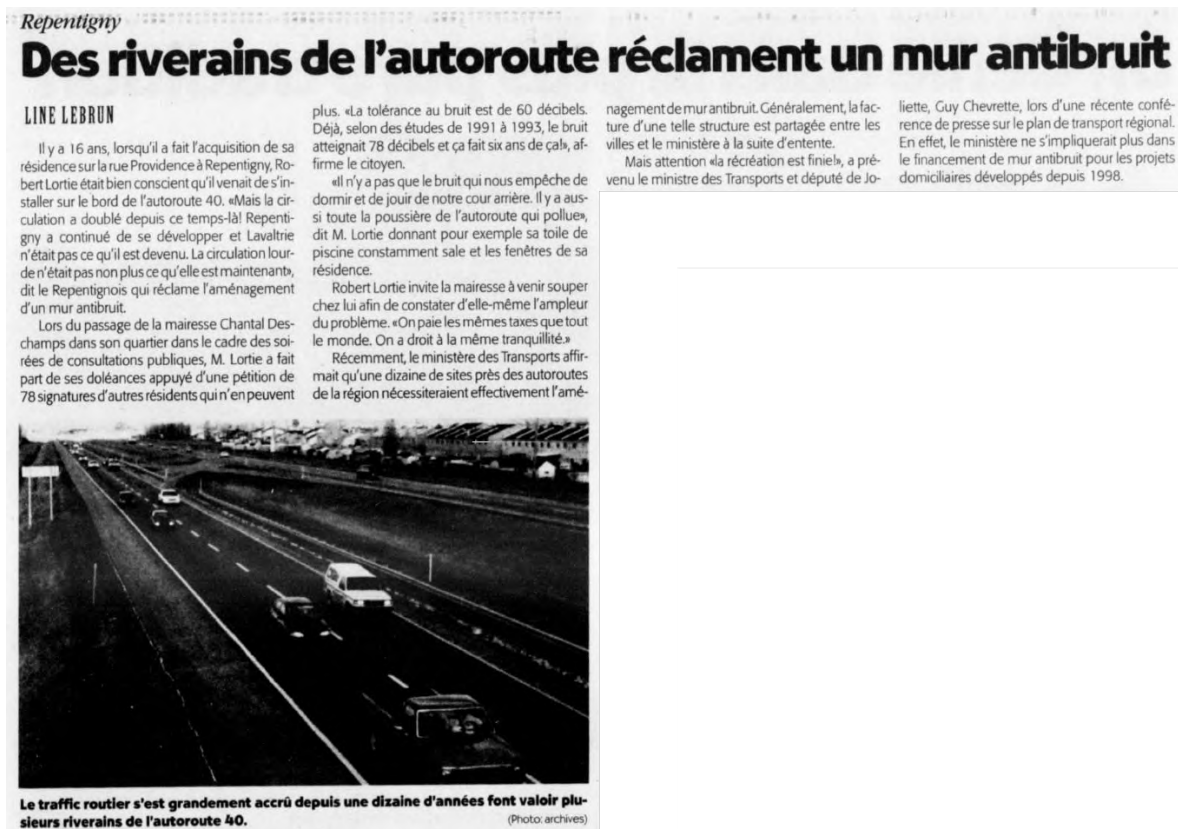 Repentigny
Des riverains de l'autoroute réclament un mur antibruit
LINE LEBRUN
Il y a 16 ans, lorsqu'il a fait l'acquisition de sa
résidence sur la rue Providence à Repentigny, Ro-
bert Lortie était bien conscient qu'il venait de s'in-
staller sur le bord de l'autoroute 40. «Mais la cir-
culation a doublé depuis ce temps-là! Repenti-
gny a continué de se développer et Lavaltrie
n'était pas ce qu'il est devenu. La circulation lour-
de n'était pas non plus ce qu'elle est maintenant»,
dit le Repentignois qui réclame l'aménagement
d'un mur antibruit.
Lors du passage de la mairesse Chantal Des-
champs dans son quartier dans le cadre des soi-
rées de consultations publiques, M. Lortie a fait
part de ses doléances appuyé d'une pétition de
78 signatures d'autres résidents qui n'en peuvent
plus. «La tolérance au bruit est de 60 décibels.
Déjà, selon des études de 1991 à 1993, le bruit
atteignait 78 décibels et ça fait six ans de ça!», af-
firme le citoyen.
«Il n'y a pas que le bruit qui nous empêche de
dormir et de jouir de notre cour arrière. Il y a aus-
si toute la poussière de l'autoroute qui pollue»,
dit M. Lortie donnant pour exemple sa toile de
piscine constamment sale et les fenêtres de sa
résidence.
Robert Lortie invite la mairesse à venir souper
chez lui afin de constater d'elle-même l'ampleur
du problème. «On paie les mêmes taxes que tout
le monde. On a droit à la même tranquillité.»
Récemment, le ministère des Transports affir-
mait qu'une dizaine de sites près des autoroutes
de la région nécessiteraient effectivement l'amé-
nagement de mur antibruit. Généralement, la fac-
ture d'une telle structure est partagée entre les
villes et le ministère à la suite d'entente.
Mais attention «la récréation est finie!», a pré-
venu le ministre des Transports et député de Jo-
liette, Guy Chevrette, lors d'une récente confé-
rence de presse sur le plan de transport régional.
En effet, le ministère ne s'impliquerait plus dans
le financement de mur antibruit pour les projets
domiciliaires développés depuis 1998.
Le traffic routier s'est grandement accrû depuis une dizaine d'années font valoir plu-
sieurs riverains de l'autoroute 40.
(Photo: archives)